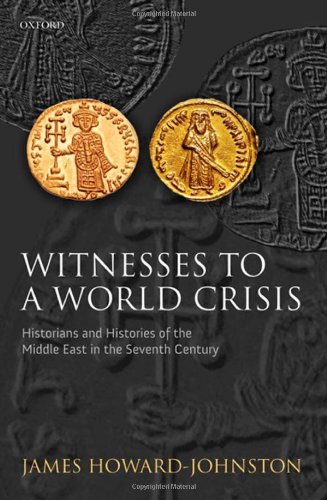 OXFORD
WITNESSES TO
A WORLD CRISIS
Historians and Histories of the
Middle East in the Seventh Century
JAMES HOWARD-JOHNSTON